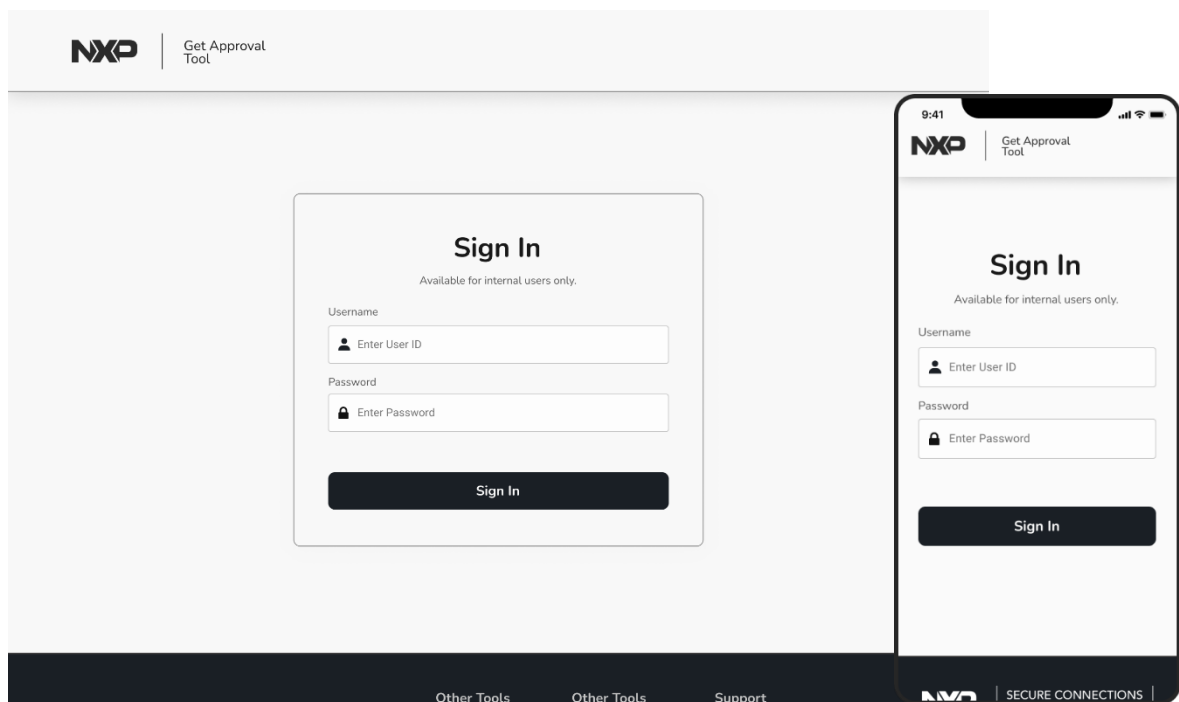 NXP
Get Approval
Tool
Sign In
Available for internal users only.
Username
Enter User ID
Password
Enter Password
Sign In
Other Tools
Other Tools
Support
9:41
NXP
Get Approval
Tool
Sign In
Available for internal users only.
Username
Enter User ID
Password
Enter Password
Sign In
NXP
SECURE CONNECTIONS